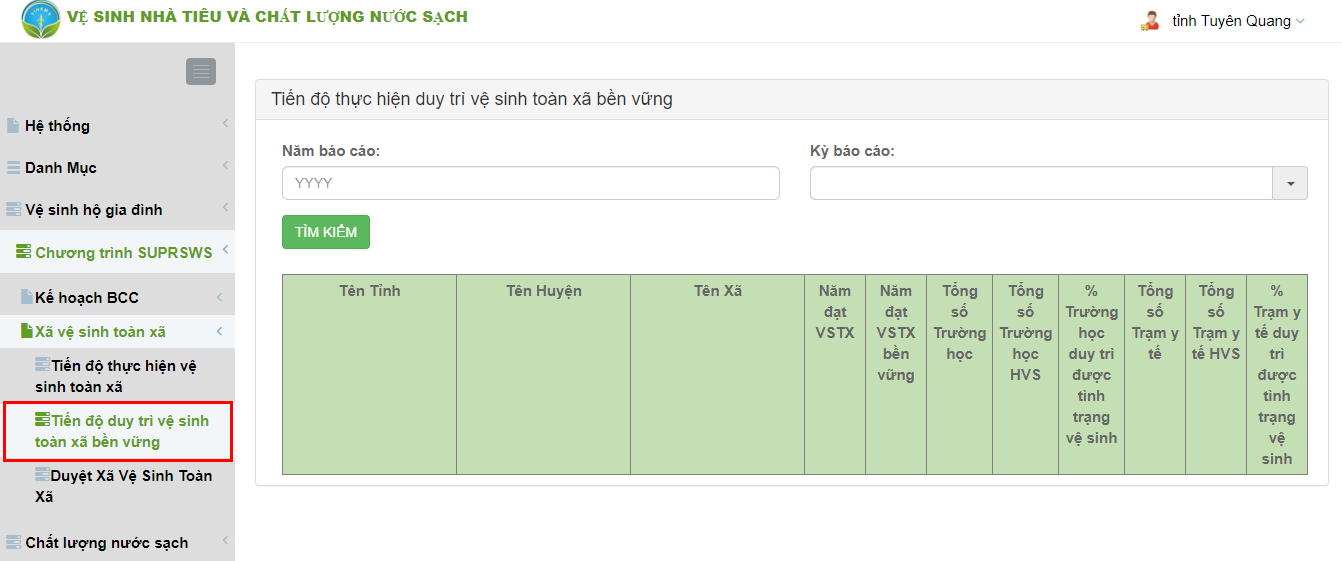 VỆ SINH NHÀ TIÊU VÀ CHẤT LƯỢNG NƯỚC SẠCH
tỉnh Tuyên Quang
Hệ thống
Danh Mục
Vệ sinh hộ gia đình
Chương trình SUPRSWS
Kế hoạch BCC
Xã vệ sinh toàn xã
Tiến độ thực hiện vệ
sinh toàn xã
Tiến độ duy trì vệ sinh
toàn xã bền vững
Duyệt Xã Vệ Sinh Toàn
Xã
Chất lượng nước sạch
Tiến độ thực hiện duy trì vệ sinh toàn xã bền vững
Năm báo cáo:
YYYY
Kỳ báo cáo:
TÌM KIẾM
Tên Tỉnh
Tên Huyện
Tên Xã
Năm
đạt
VSTX
Năm
đạt
VSTX
bền
vững
Tổng
số
Trường
học
Tổng
số
Trường
học
HVS
%
Trường
học
duy trì
được
tình
trạng
vệ sinh
Tổng
số
Trạm y
tế
Tổng
số
Trạm y
tế HVS
%
Trạm y
tế duy
trì
được
tình
trạng
vệ
sinh